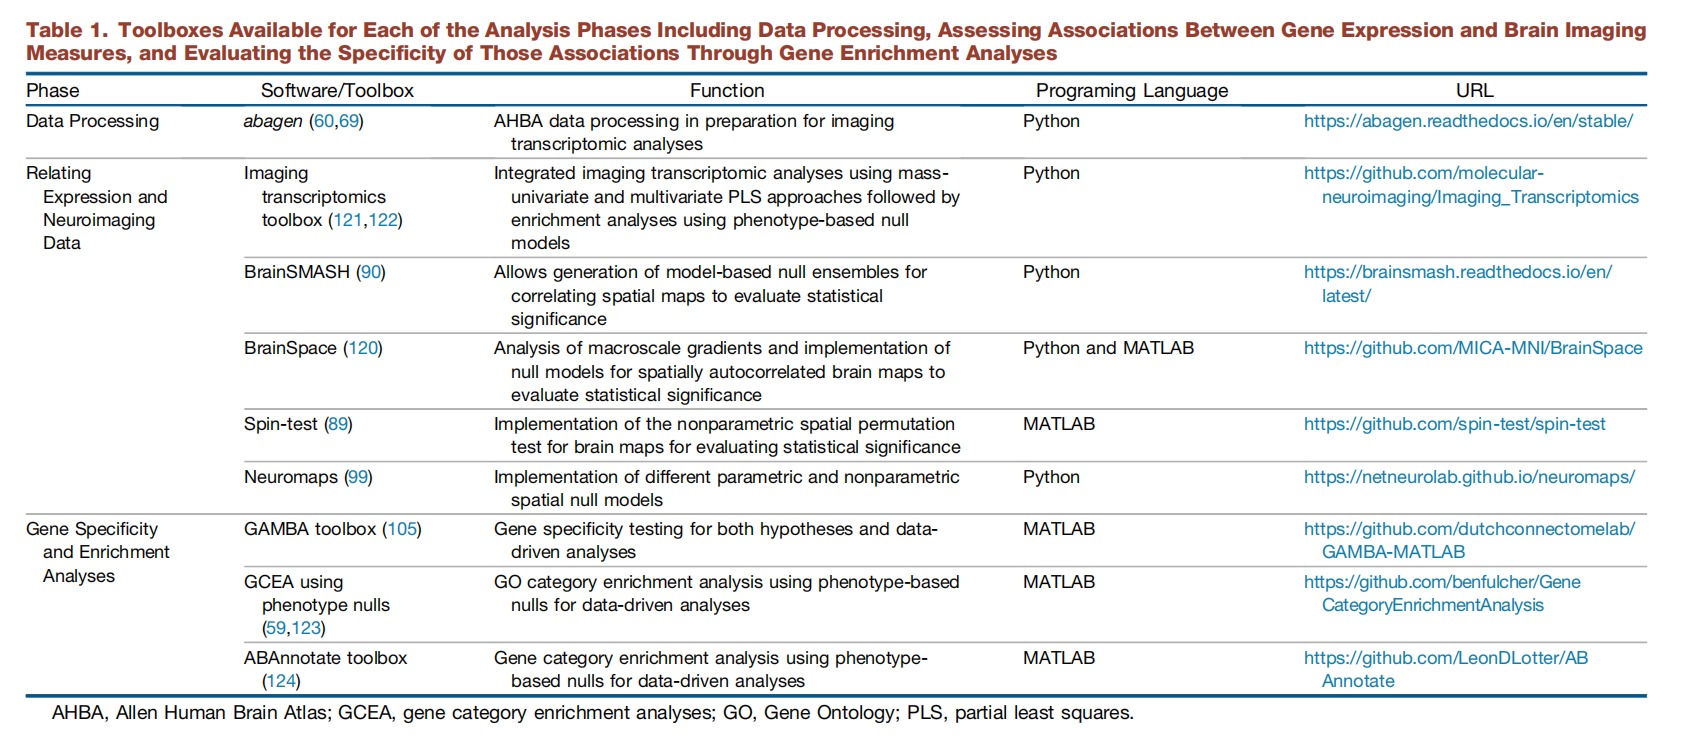 Table 1. Toolboxes Available for Each of the Analysis Phases Including Data Processing, Assessing Associations Between Gene Expression and Brain Imaging
Measures, and Evaluating the Specificity of Those Associations Through Gene Enrichment Analyses
Phase Software/Toolbox Function Programing Language URL
Data Processing abagen (60,69) AHBA data processing in preparation for imaging Python https://abagen.readthedocs.io/en/stable/
transcriptomic analyses
Relating Imaging Integrated imaging transcriptomic analyses using mass- Python https://github.com/molecular-
Expression and transcriptomics univariate and multivariate PLS approaches followed by neuroimaging/Imaging_Transcriptomics
Neuroimaging toolbox (121,122) enrichment analyses using phenotype-based null
Data models
BrainSMASH (90) Allows generation of model-based null ensembles for Python https://brainsmash.readthedocs.io/en/
correlating spatial maps to evaluate statistical latest/
significance
BrainSpace (120) Analysis of macroscale gradients and implementation of Python and MATLAB https://github.com/MICA-MNI/BrainSpace
null models for spatially autocorrelated brain maps to
evaluate statistical significance
Spin-test (89) Implementation of the nonparametric spatial permutation MATLAB https://github.com/spin-test/spin-test
test for brain maps for evaluating statistical significance
Neuromaps (99) Implementation of different parametric and nonparametric Python https://netneurolab.github.io/neuromaps/
spatial null models
Gene Specificity GAMBA toolbox (105) Gene specificity testing for both hypotheses and data- MATLAB https://github.com/dutchconnectomelab/
and Enrichment driven analyses GAMBA-MATLAB
Analyses
GCEA using GO category enrichment analysis using phenotype-based MATLAB https://github.com/benfulcher/Gene
phenotype nulls nulls for data-driven analyses CategoryEnrichmentAnalysis
(59,123)
ABAnnotate toolbox Gene category enrichment analysis using phenotype- MATLAB https://github.com/LeonDLotter/AB
(124) based nulls for data-driven analyses Annotate
AHBA, Allen Human Brain Atlas; GCEA, gene category enrichment analyses; GO, Gene Ontology; PLS, partial least squares.